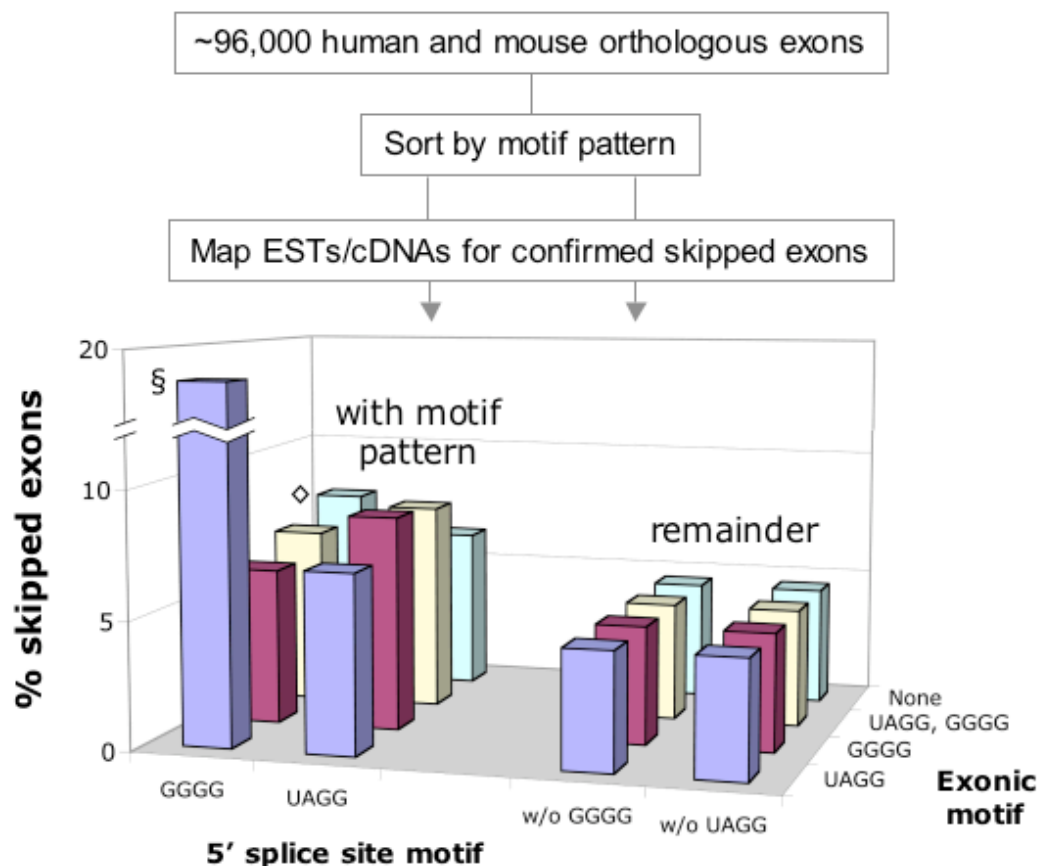 ~96,000 human and mouse orthologous exons
Sort by motif pattern
Map ESTs/cDNAs for confirmed skipped exons
20
§
with motif
pattern
◇
10
remainder
5
0
% skipped exons
None
UAGG, GGGG
GGGG
UAGG
Exonic
motif
GGGG
UAGG
w/o GGGG
w/o UAGG
5′ splice site motif